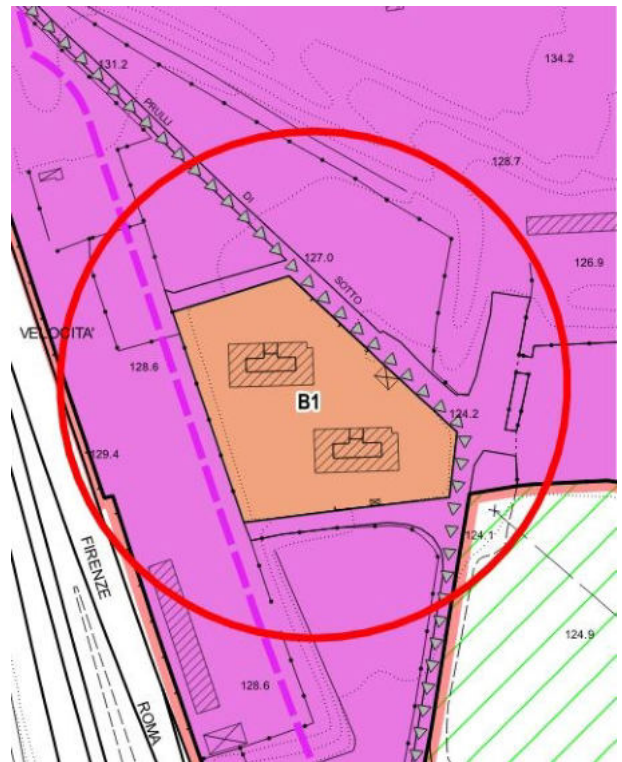 131.2
134.2
PRULLI
128.7
DI
127.0
SOTTO
126.9
VELOCITA'
128.6
B1
124.2
129.4
124.1
FIRENZE
124.9
128.6
ROMA